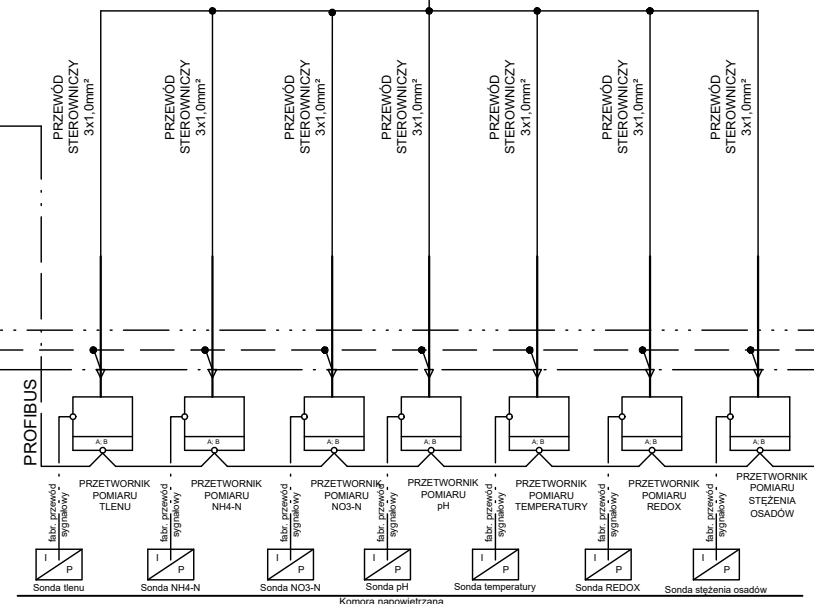 PRZEWÓD
STEROWNICZY
3x1,0mm²
PRZEWÓD
STEROWNICZY
3x1,0mm²
PRZEWÓD
STEROWNICZY
3x1,0mm²
PRZEWÓD
STEROWNICZY
3x1,0mm²
PRZEWÓD
STEROWNICZY
3x1,0mm²
PRZEWÓD
STEROWNICZY
3x1,0mm²
PRZEWÓD
STEROWNICZY
3x1,0mm²
PROFIBUS
A; B
A; B
A; B
A; B
A; B
A; B
A; B
PRZETWORNIK
POMIARU
TLENU
PRZETWORNIK
POMIARU
NH4-N
PRZETWORNIK
POMIARU
NO3-N
PRZETWORNIK
POMIARU
pH
PRZETWORNIK
POMIARU
TEMPERATURY
PRZETWORNIK
POMIARU
REDOX
PRZETWORNIK
POMIARU
STĘŻENIA
OSADÓW
fabr. przewód
sygnałowy
fabr. przewód
sygnałowy
fabr. przewód
sygnałowy
fabr. przewód
sygnałowy
fabr. przewód
sygnałowy
fabr. przewód
sygnałowy
fabr. przewód
sygnałowy
I
P
I
P
I
P
I
P
I
P
I
P
I
P
Sonda tlenu
Sonda NH4-N
Sonda NO3-N
Sonda pH
Sonda temperatury
Sonda REDOX
Sonda stężenia osadów
Komora napowietrzana